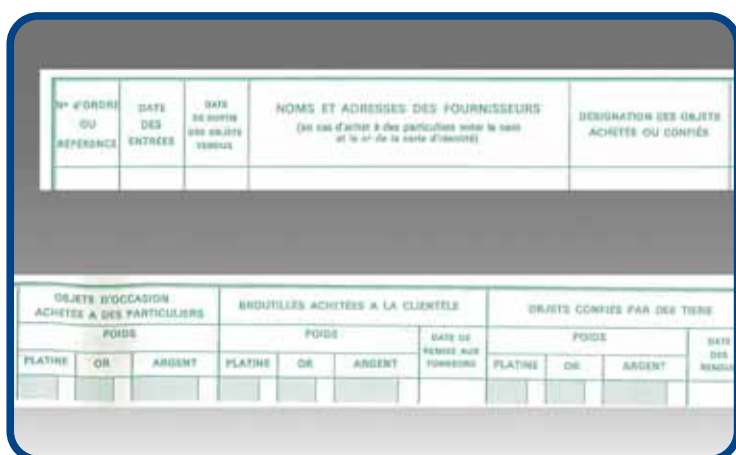 N° d'ORDRE OU RÉFÉRENCE
DATE DES ENTRÉES
DATE DE SORTIE DES OBJETS VENDUS
NOMS ET ADRESSES DES FOURNISSEURS
(en cas d'achat à des particuliers noter le nom
et le n° de la carte d'identité)
DÉSIGNATION DES OBJETS
ACHETÉS OU CONFIÉS
OBJETS D'OCCASION
ACHETÉS A DES PARTICULIERS
BROUTILLES ACHETÉES A LA CLIENTÈLE
OBJETS CONFIÉS PAR DES TIERS
POIDS
POIDS
DATE DE REMISE AUX FONDEURS
POIDS
DATE DES
PLATINE OR ARGENT
PLATINE OR ARGENT
PLATINE OR ARGENT